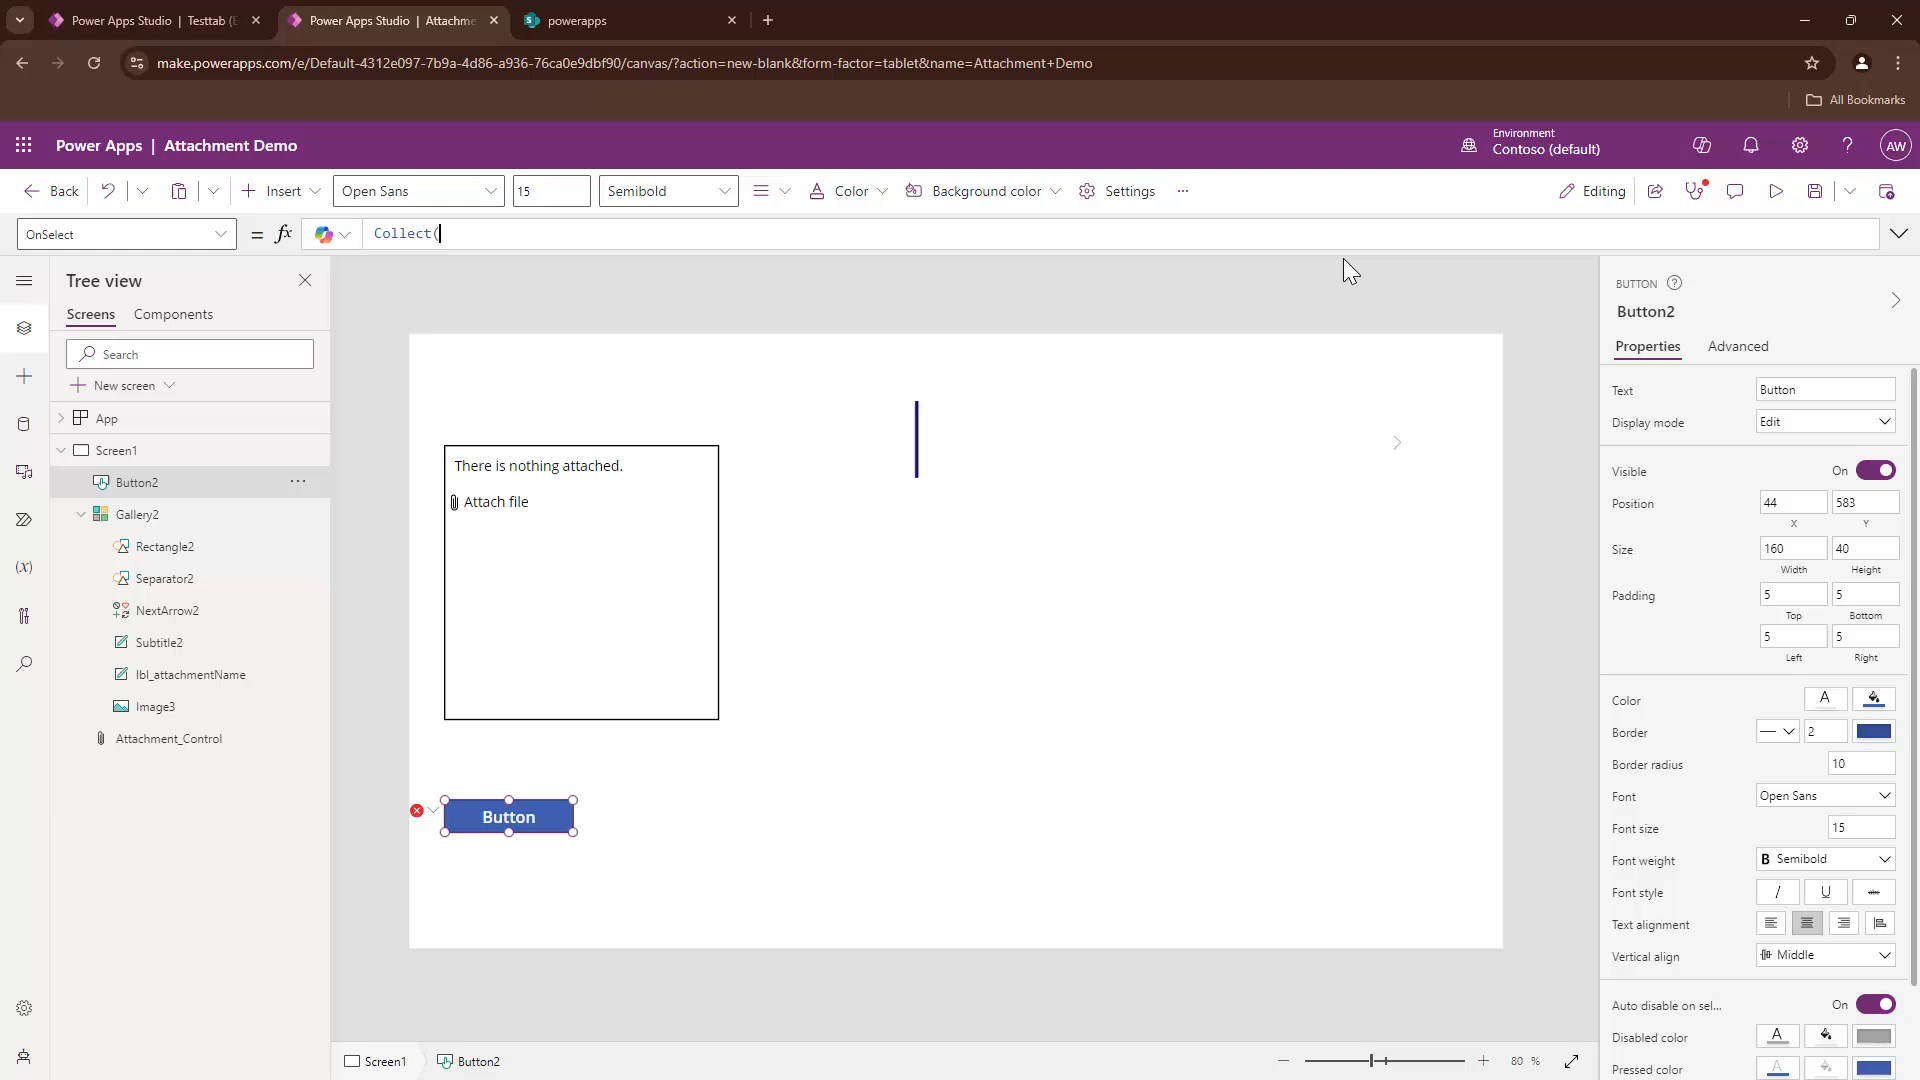 Power Apps Studio | Testtab (E
Power Apps Studio | Attachme
powerapps
make.powerapps.com/e/Default-4312e097-7b9a-4d86-a936-76ca0e9dbf90/canvas/?action=new-blank&form-factor=tablet&name=Attachment+Demo
All Bookmarks
Power Apps | Attachment Demo
Environment
Contoso (default)
AW
Back
Insert
Open Sans
15
Semibold
Color
Background color
Settings
Editing
OnSelect
= fx
Collect(
Tree view
Screens
Components
Search
New screen
App
Screen1
Button2
Gallery2
Rectangle2
Separator2
NextArrow2
Subtitle2
lbl_attachmentName
Image3
Attachment_Control
There is nothing attached.
Attach file
Button
BUTTON
Button2
Properties
Advanced
Text
Button
Display mode
Edit
Visible
On
Position
44
583
X
Y
Size
160
40
Width
Height
Padding
5
5
Top
Bottom
5
5
Left
Right
Color
Border
2
Border radius
10
Font
Open Sans
Font size
15
Font weight
B Semibold
Font style
Text alignment
Vertical align
Middle
Auto disable on sel...
On
Disabled color
Pressed color
Screen1
Button2
80 %